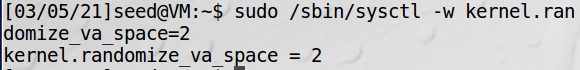 [03/05/21]seed@VM:~$ sudo /sbin/sysctl -w kernel.ran
domize_va_space=2
kernel.randomize_va_space = 2